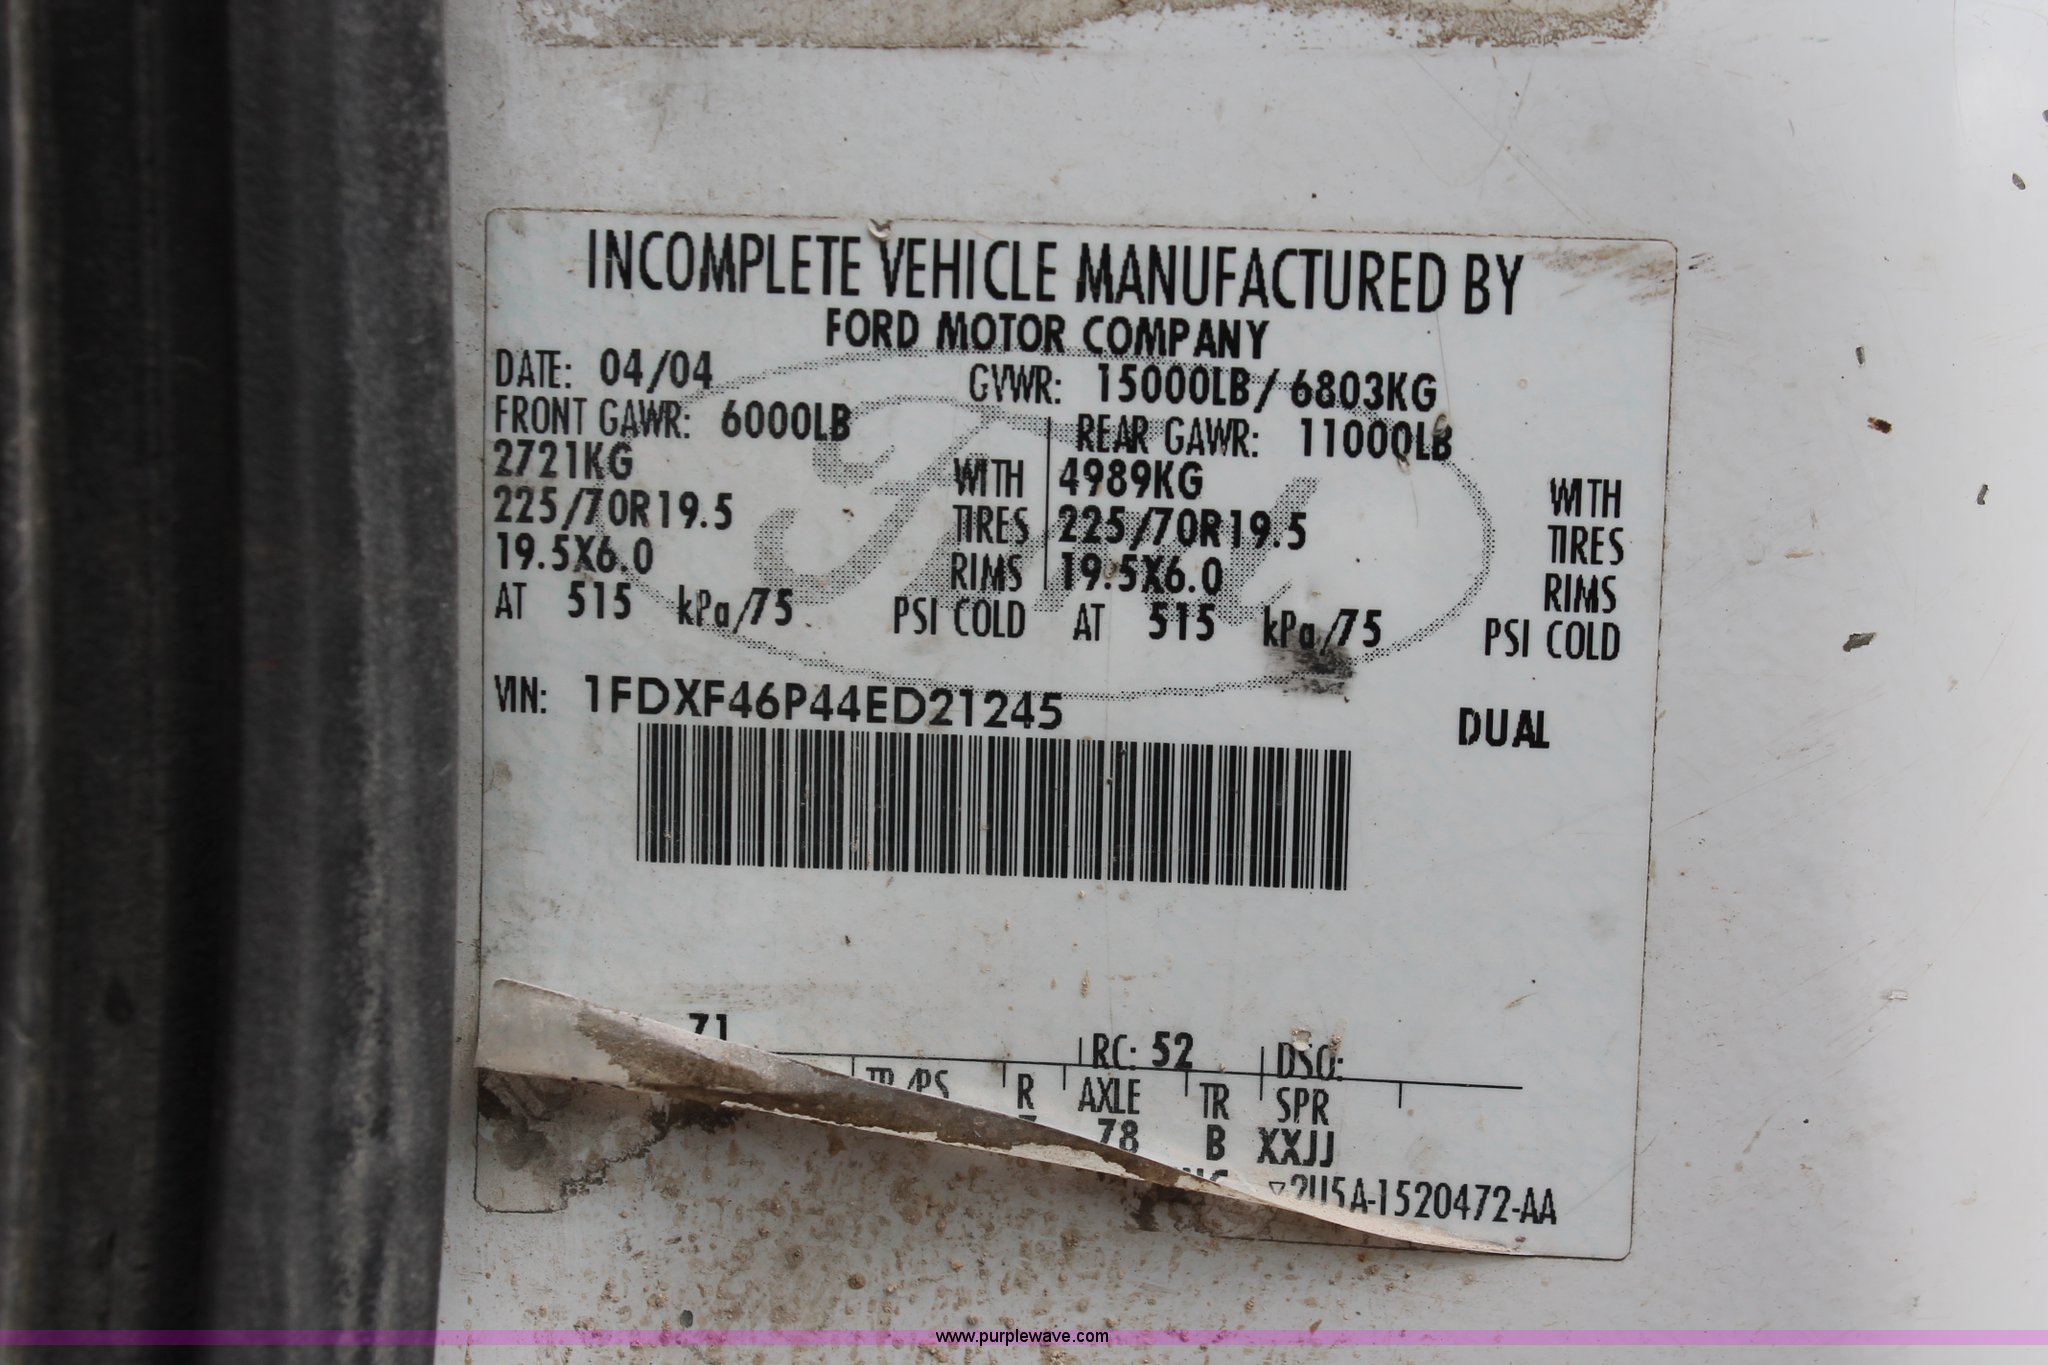 INCOMPLETE VEHICLE MANUFACTURED BY
FORD MOTOR COMPANY
DATE: 04/04 GVWR: 15000LB/ 6803KG
FRONT GAWR: 6000LB REAR GAWR: 11000LB
2721KG WITH 4989KG WITH
225/70R19.5 TIRES 225/70R19.5 TIRES
19.5X6.0 RIMS 19.5X6.0 RIMS
AT 515 kPa/75 PSI COLD AT 515 kPa/75 PSI COLD
VIN: 1FDXF46P44ED21245 DUAL
71 RC: 52 DSO:
TP/PS R AXLE TR SPR
78 B XXJJ
2U5A-1520472-AA
www.purplewave.com